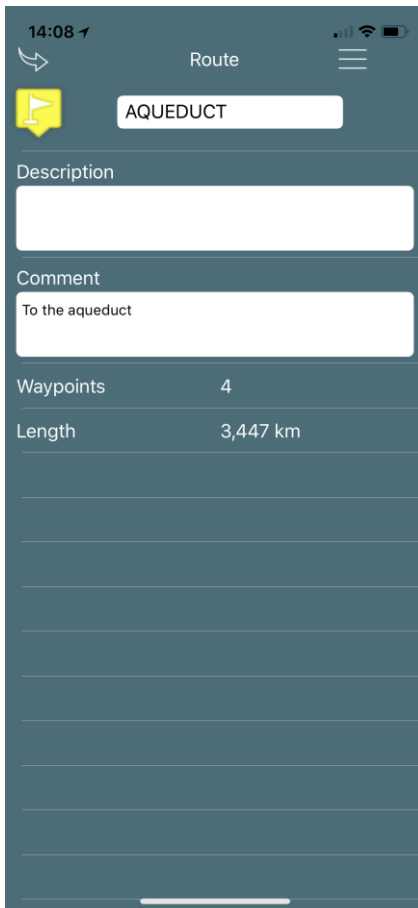 14:08
Route
AQUEDUCT
Description
Comment
To the aqueduct
Waypoints 4
Length 3,447 km